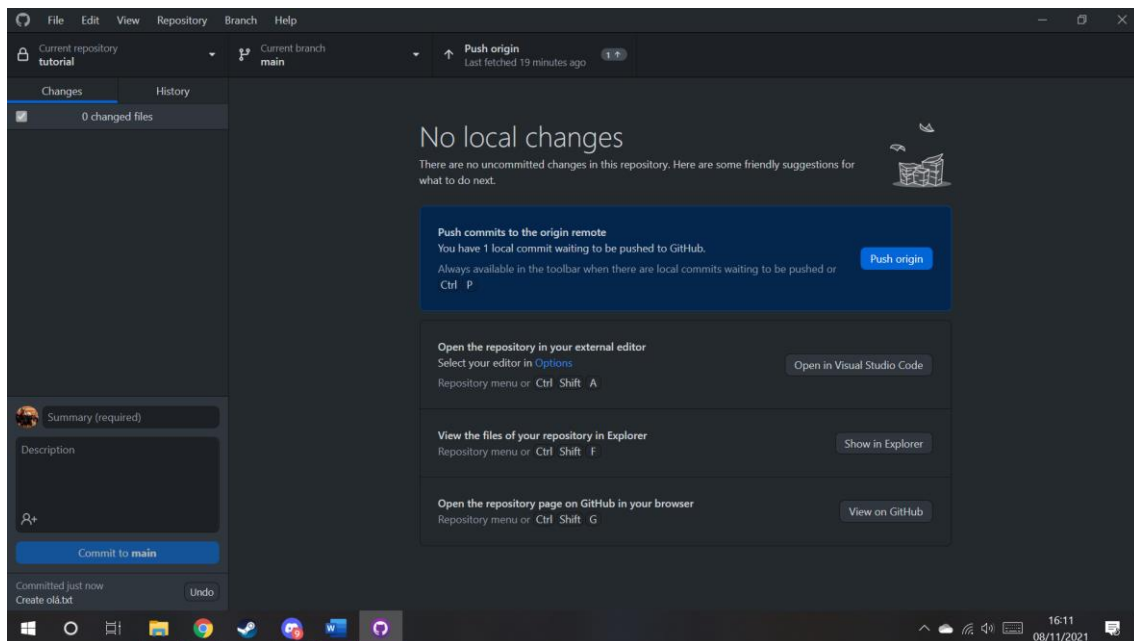 File Edit View Repository Branch Help
Current repository
tutorial
Current branch
main
Push origin
Last fetched 19 minutes ago
1
Changes History
0 changed files
No local changes
There are no uncommitted changes in this repository. Here are some friendly suggestions for
what to do next.
Push commits to the origin remote
You have 1 local commit waiting to be pushed to GitHub.
Always available in the toolbar when there are local commits waiting to be pushed or
Ctrl P
Push origin
Open the repository in your external editor
Select your editor in Options
Repository menu or Ctrl Shift A
Open in Visual Studio Code
View the files of your repository in Explorer
Repository menu or Ctrl Shift F
Show in Explorer
Open the repository page on GitHub in your browser
Repository menu or Ctrl Shift G
View on GitHub
Summary (required)
Description
Commit to main
Committed just now
Create olá.txt
Undo
16:11
08/11/2021